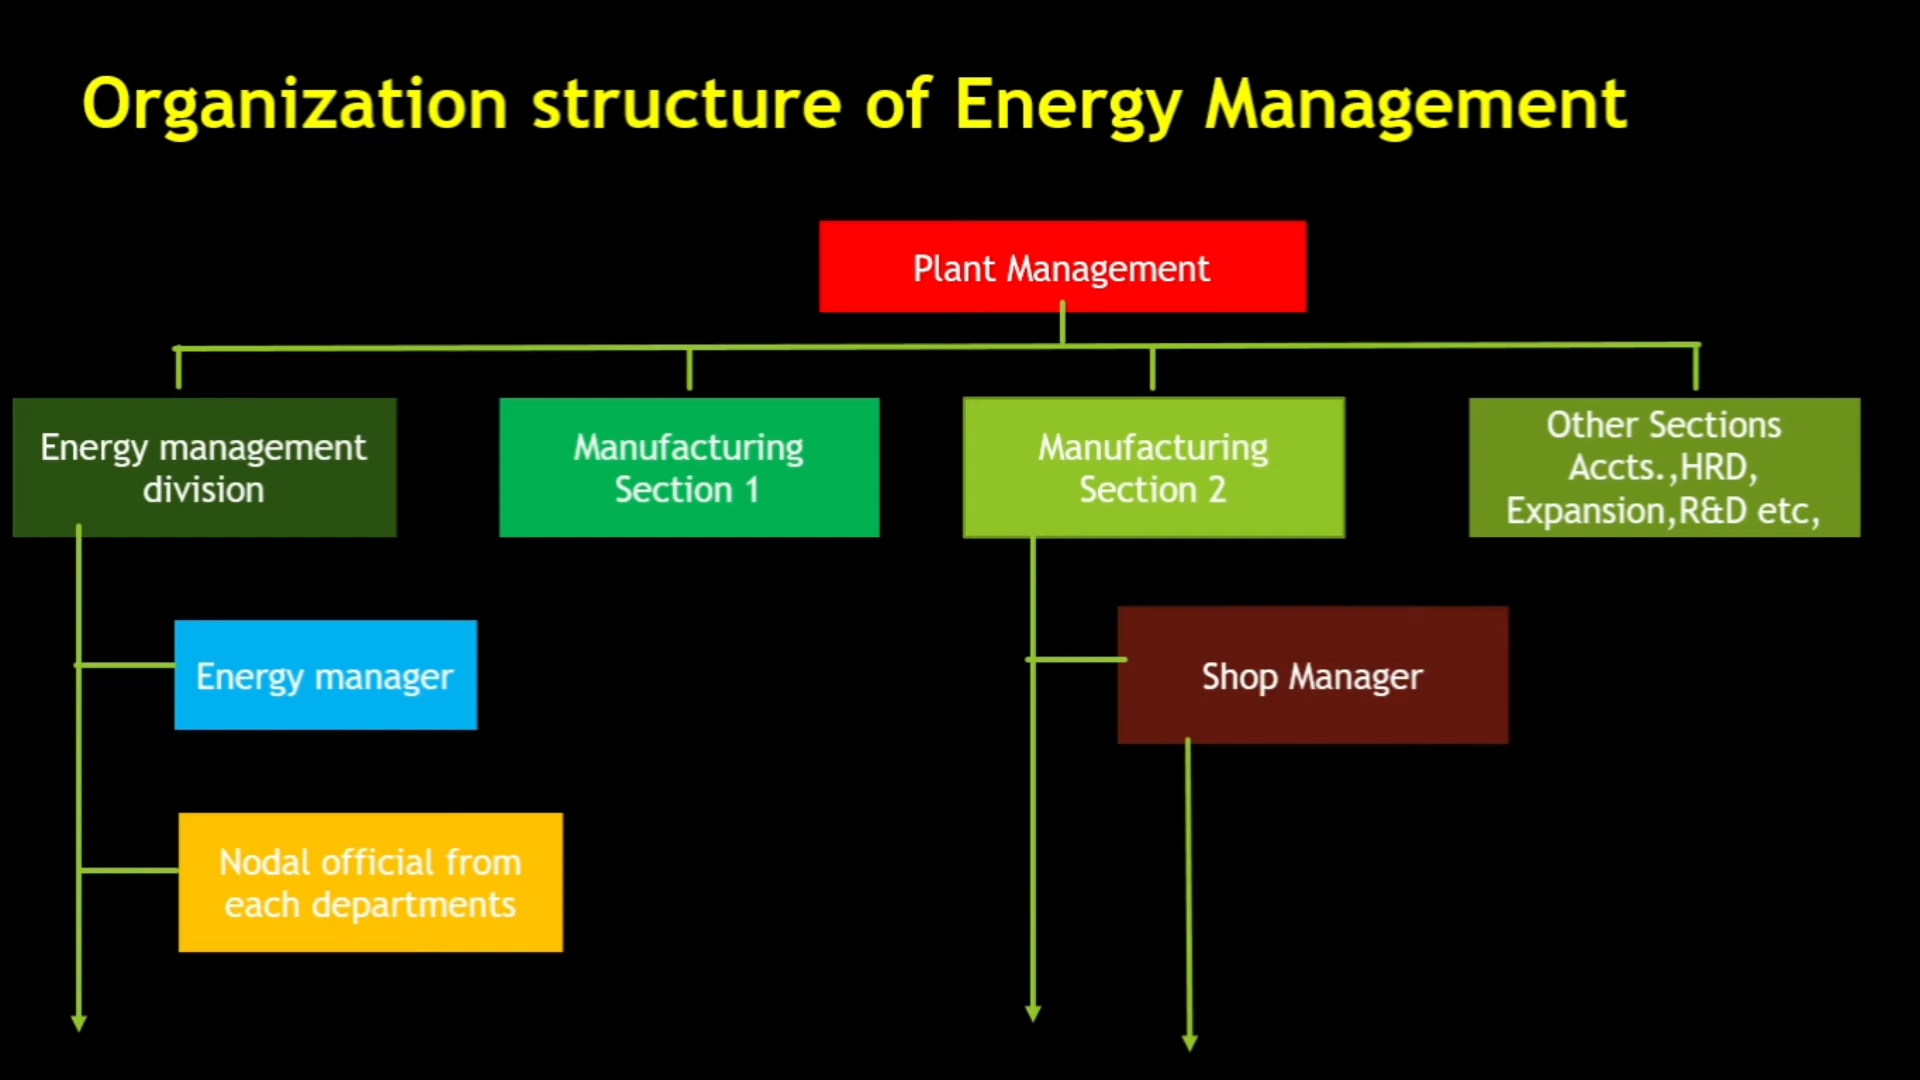 Organization structure of Energy Management
Plant Management
Energy management
division
Manufacturing
Section 1
Manufacturing
Section 2
Other Sections
Accts.,HRD,
Expansion,R&D etc,
Energy manager
Shop Manager
Nodal official from
each departments